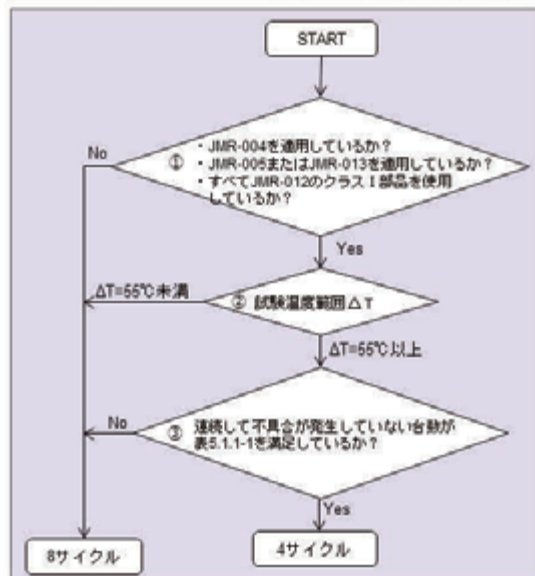 START
No
①
・JMR-004を適用しているか?
・JMR-005またはJMR-013を適用しているか?
・すべてJMR-012のクラスⅠ部品を使用
しているか?
Yes
ΔT=55℃未満
② 試験温度範囲△T
ΔT=55℃以上
No
③
連続して不具合が発生していない台数が
表5.1.1-1を満足しているか?
Yes
8サイクル
4サイクル